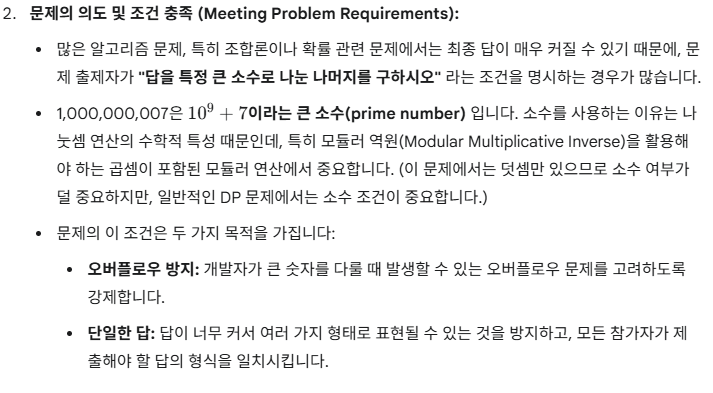 2. 문제의 의도 및 조건 충족 (Meeting Problem Requirements):
• 많은 알고리즘 문제, 특히 조합론이나 확률 관련 문제에서는 최종 답이 매우 커질 수 있기 때문에, 문
제 출제자가 "답을 특정 큰 소수로 나눈 나머지를 구하시오" 라는 조건을 명시하는 경우가 많습니다.
• 1,000,000,007은 10⁹ + 7이라는 큰 소수(prime number) 입니다. 소수를 사용하는 이유는 나
눗셈 연산의 수학적 특성 때문인데, 특히 모듈러 역원(Modular Multiplicative Inverse)을 활용해
야 하는 곱셈이 포함된 모듈러 연산에서 중요합니다. (이 문제에서는 덧셈만 있으므로 소수 여부가
덜 중요하지만, 일반적인 DP 문제에서는 소수 조건이 중요합니다.)
• 문제의 이 조건은 두 가지 목적을 가집니다:
• 오버플로우 방지: 개발자가 큰 숫자를 다룰 때 발생할 수 있는 오버플로우 문제를 고려하도록
강제합니다.
• 단일한 답: 답이 너무 커서 여러 가지 형태로 표현될 수 있는 것을 방지하고, 모든 참가자가 제
출해야 할 답의 형식을 일치시킵니다.